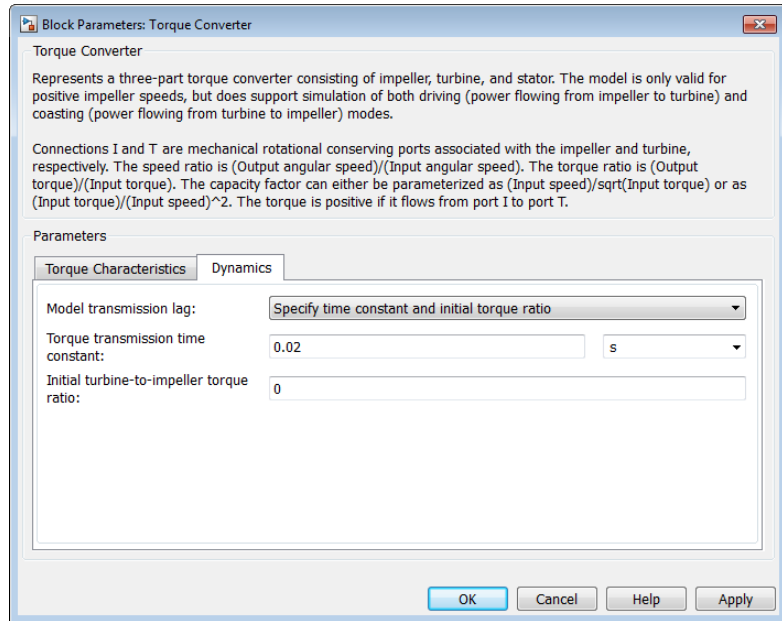 Block Parameters: Torque Converter
Torque Converter
Represents a three-part torque converter consisting of impeller, turbine, and stator. The model is only valid for
positive impeller speeds, but does support simulation of both driving (power flowing from impeller to turbine) and
coasting (power flowing from turbine to impeller) modes.
Connections I and T are mechanical rotational conserving ports associated with the impeller and turbine,
respectively. The speed ratio is (Output angular speed)/(Input angular speed). The torque ratio is (Output
torque)/(Input torque). The capacity factor can either be parameterized as (Input speed)/sqrt(Input torque) or as
(Input torque)/(Input speed)^2. The torque is positive if it flows from port I to port T.
Parameters
Torque Characteristics Dynamics
Model transmission lag: Specify time constant and initial torque ratio
Torque transmission time
constant: 0.02 s
Initial turbine-to-impeller torque
ratio: 0
OK Cancel Help Apply